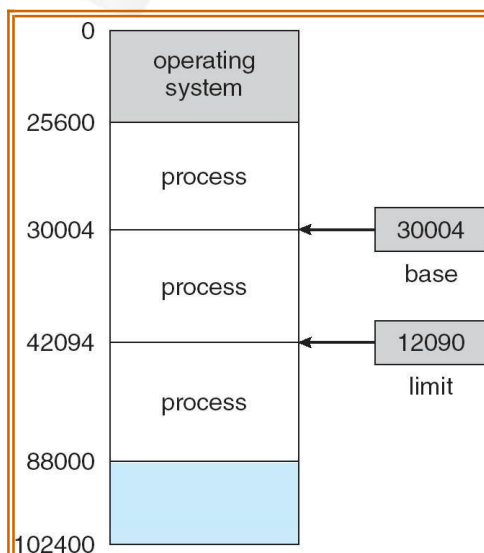 0
operating
system
25600
process
30004
30004
base
process
42094
12090
limit
process
88000
102400